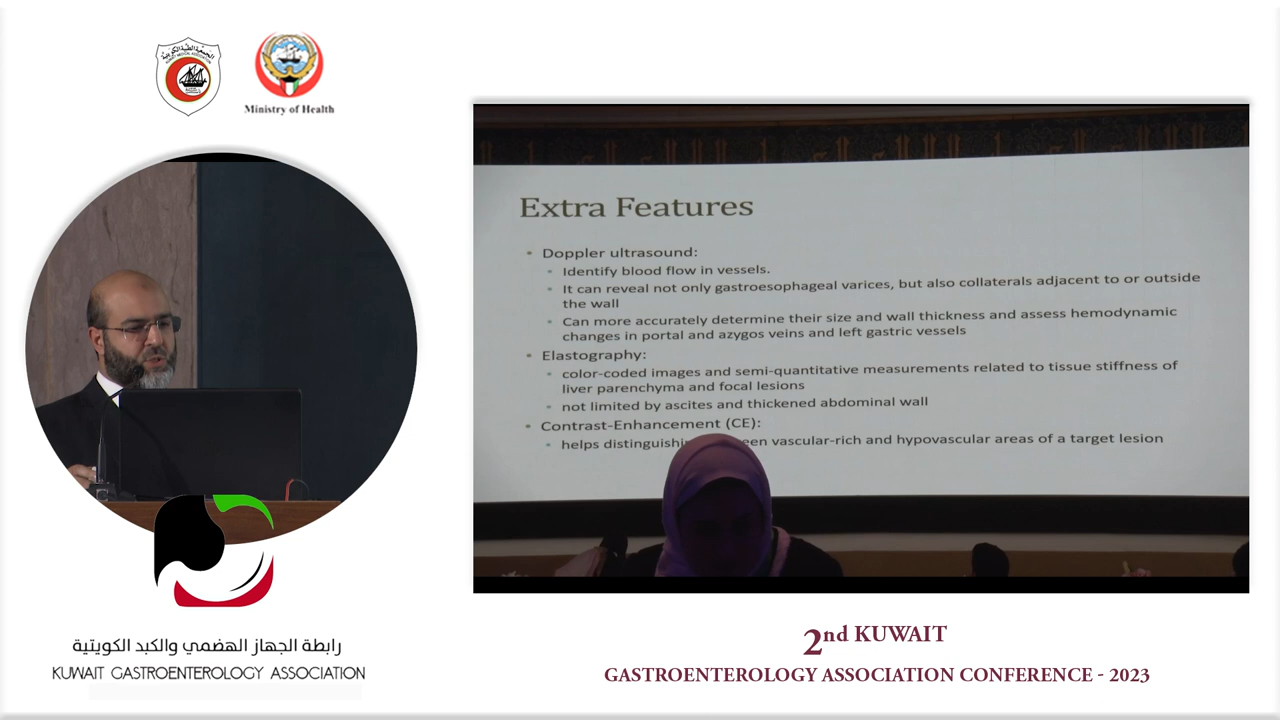 Ministry of Health
Extra Features
• Doppler ultrasound:
• Identify blood flow in vessels.
• It can reveal not only gastroesophageal varices, but also collaterals adjacent to or outside
the wall
• Can more accurately determine their size and wall thickness and assess hemodynamic
changes in portal and azygos veins and left gastric vessels
• Elastography:
• color-coded images and semi-quantitative measurements related to tissue stiffness of
liver parenchyma and focal lesions
• not limited by ascites and thickened abdominal wall
• Contrast-Enhancement (CE):
• helps vascular-rich and hypovascular areas of a target lesion
رابطة الجهاز الهضمي والكبد الكويتية
KUWAIT GASTROENTEROLOGY ASSOCIATION
2nd KUWAIT
GASTROENTEROLOGY ASSOCIATION CONFERENCE - 2023